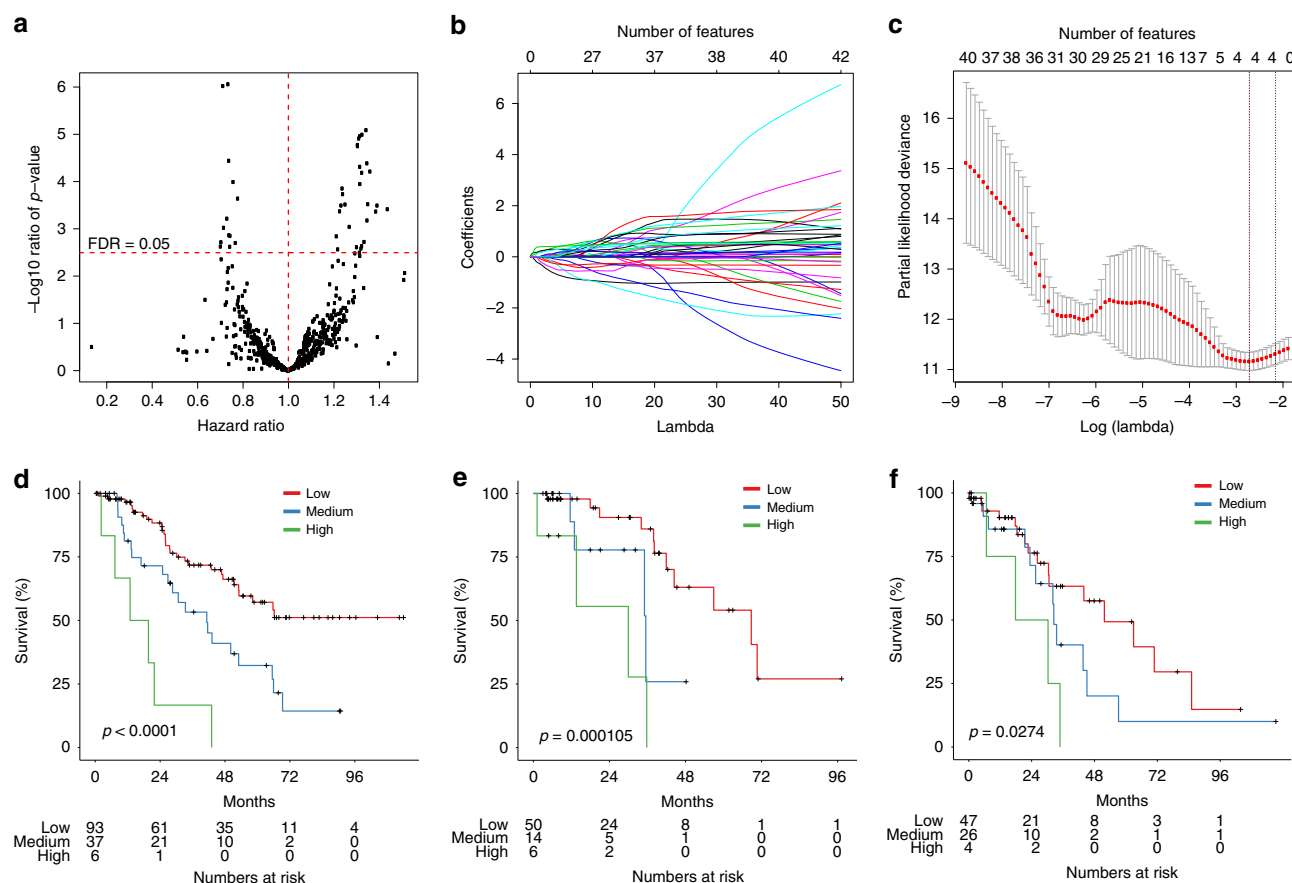 a
6
5
4
3
2
1
0
FDR = 0.05
–Log10 ratio of p–value
0.2 0.4 0.6 0.8 1.0 1.2 1.4
Hazard ratio
b
Number of features
0 27 37 38 40 42
6
4
2
0
–2
–4
Coefficients
0 10 20 30 40 50
Lambda
c
Number of features
40 37 38 36 31 30 29 25 21 16 13 7 5 4 4 4 0
16
15
14
13
12
11
Partial likelihood deviance
–9 –8 –7 –6 –5 –4 –3 –2
Log (lambda)
d
100
75
50
25
0
Survival (%)
Low
Medium
High
p < 0.0001
0 24 48 72 96
Months
Low 93 61 35 11 4
Medium 37 21 10 2 0
High 6 1 0 0 0
Numbers at risk
e
100
75
50
25
0
Survival (%)
Low
Medium
High
p = 0.000105
0 24 48 72 96
Months
Low 50 24 8 1 1
Medium 14 5 1 0 0
High 6 2 0 0 0
Numbers at risk
f
100
75
50
25
0
Survival (%)
Low
Medium
High
p = 0.0274
0 24 48 72 96
Months
Low 47 21 8 3 1
Medium 26 10 2 1 1
High 4 2 0 0 0
Numbers at risk